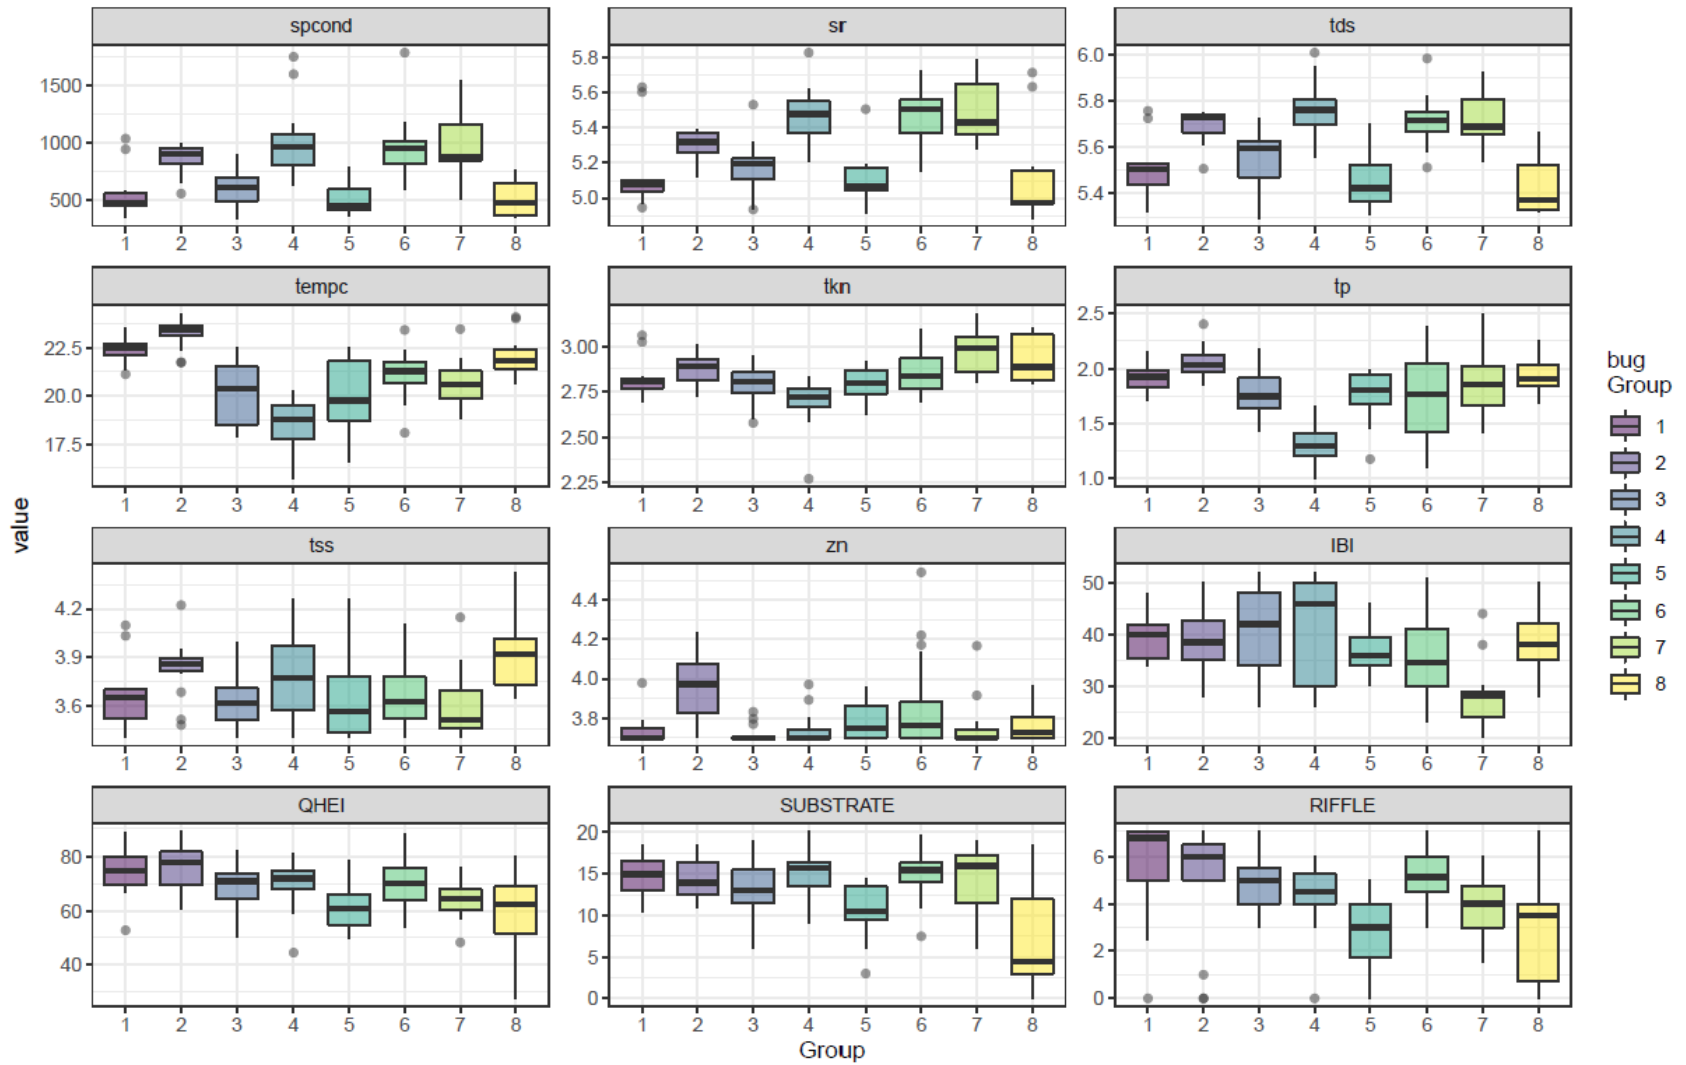 spcond
sr
tds
1500
1000
500
5.8
5.6
5.4
5.2
5.0
6.0
5.8
5.6
5.4
1 2 3 4 5 6 7 8
1 2 3 4 5 6 7 8
1 2 3 4 5 6 7 8
tempc
tkn
tp
22.5
20.0
17.5
3.00
2.75
2.50
2.25
2.5
2.0
1.5
1.0
1 2 3 4 5 6 7 8
1 2 3 4 5 6 7 8
1 2 3 4 5 6 7 8
value
tss
zn
IBI
4.2
3.9
3.6
4.4
4.2
4.0
3.8
50
40
30
20
1 2 3 4 5 6 7 8
1 2 3 4 5 6 7 8
1 2 3 4 5 6 7 8
QHEI
SUBSTRATE
RIFFLE
80
60
40
20
15
10
5
0
6
4
2
0
1 2 3 4 5 6 7 8
1 2 3 4 5 6 7 8
1 2 3 4 5 6 7 8
Group
bug
Group
1
2
3
4
5
6
7
8